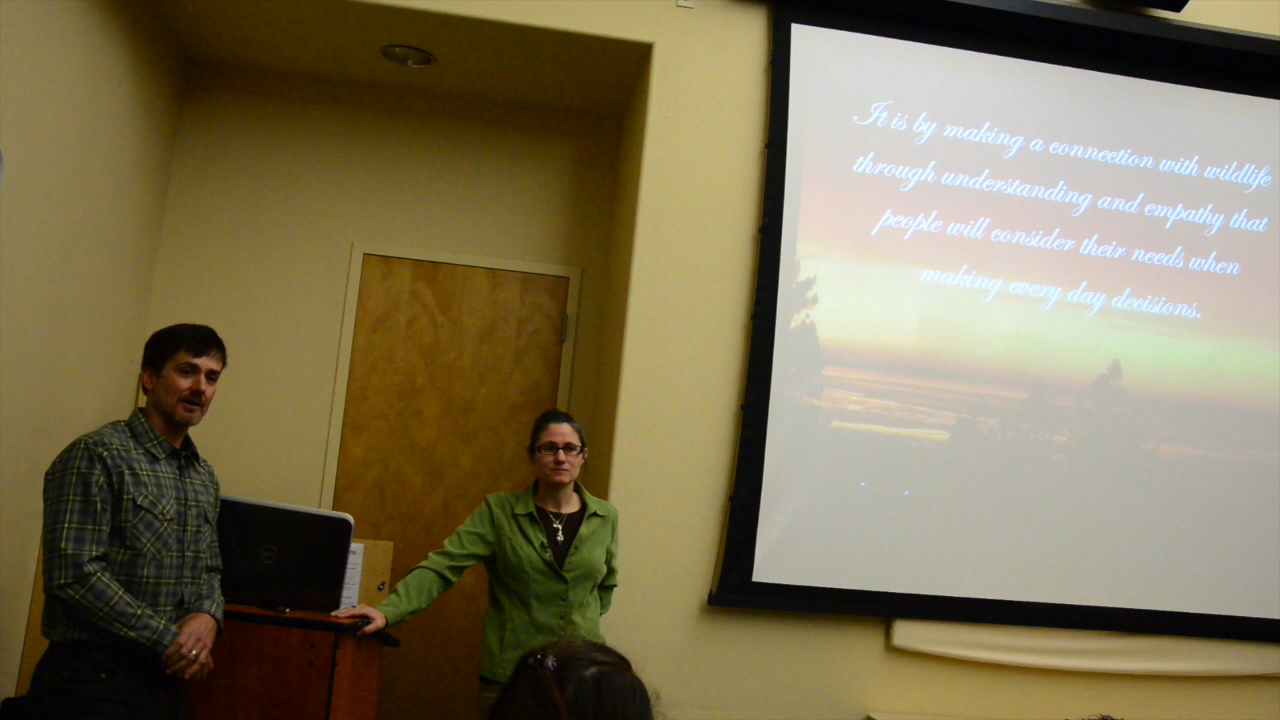 It is by making a connection with wildlife
through understanding and empathy that
people will consider their needs when
making every day decisions.
DELL